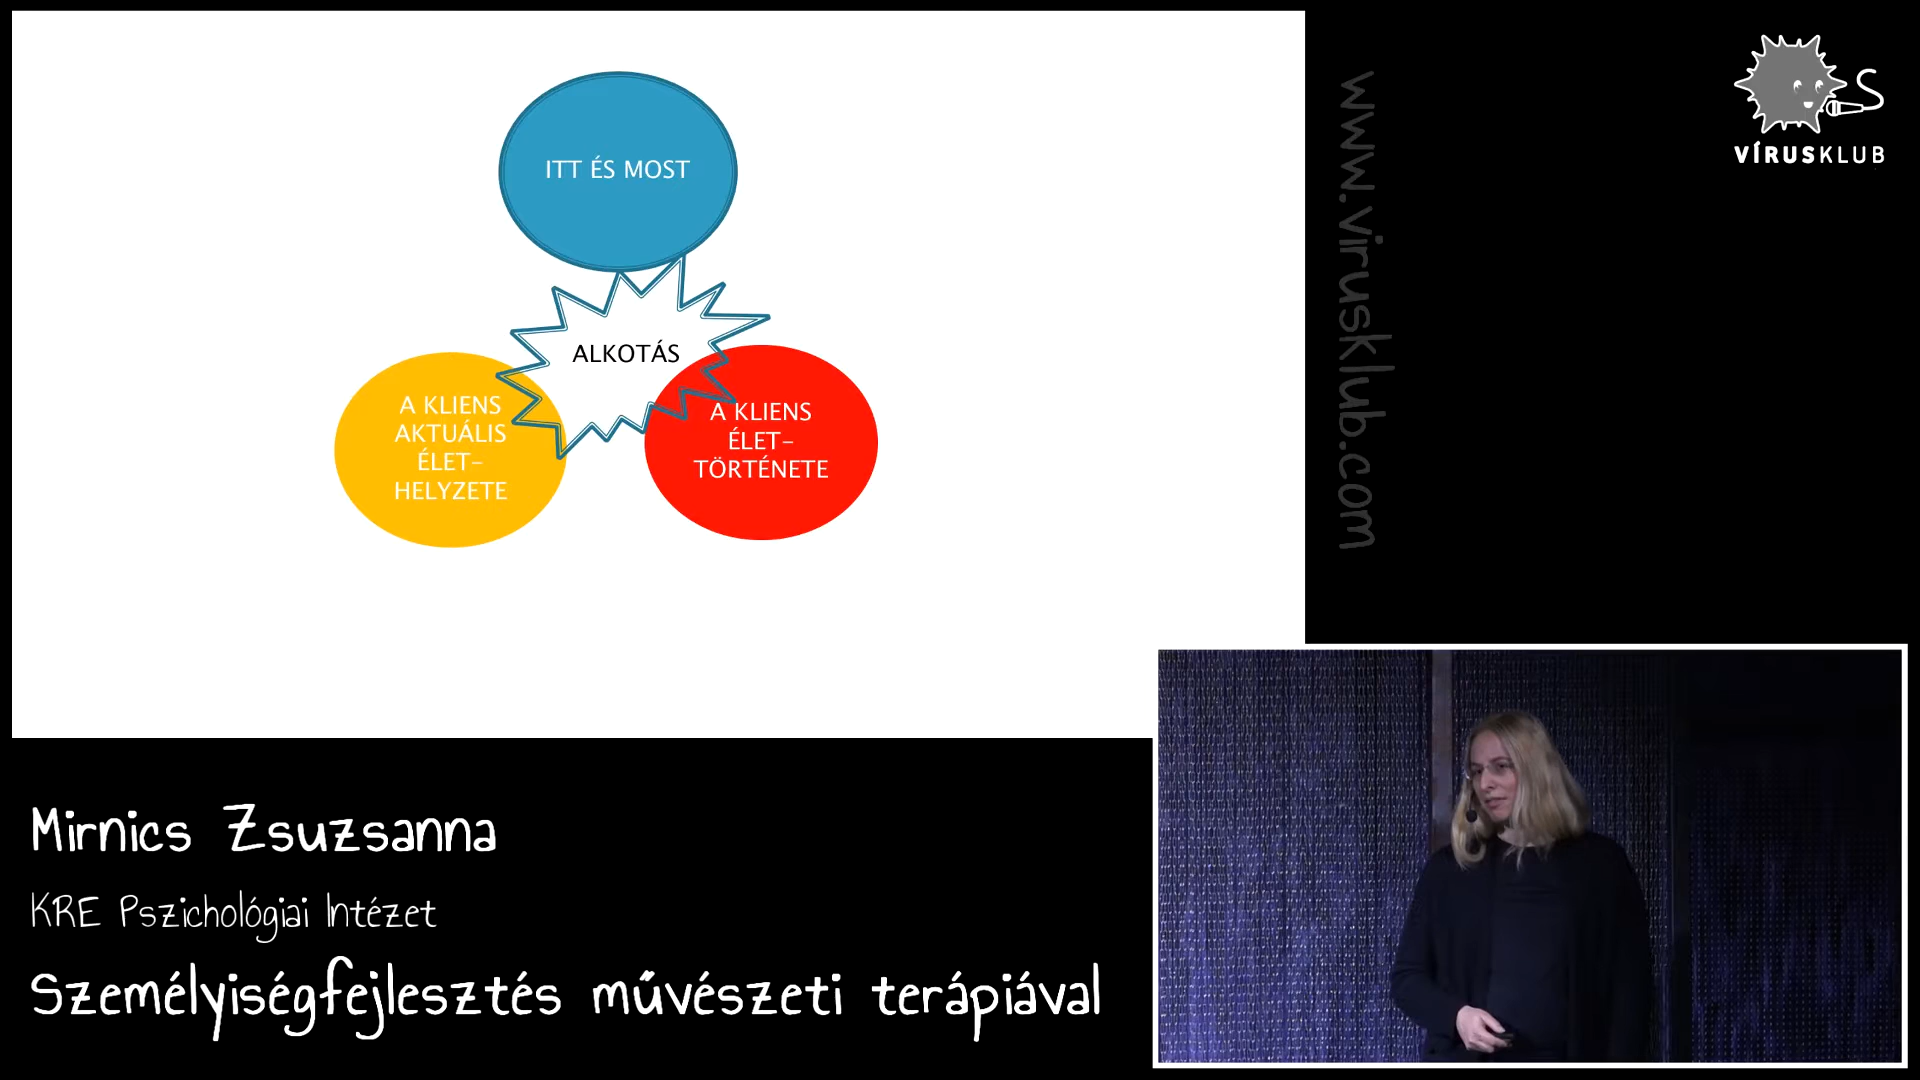 ITT ÉS MOST
ALKOTÁS
A KLIENS
AKTUÁLIS
ÉLET-
HELYZETE
A KLIENS
ÉLET-
TÖRTÉNETE
www.virusklub.com
VÍRUSKLUB
Mirnics Zsuzsanna
KRE Pszichológiai Intézet
Személyiségfejlesztés művészeti terápiával